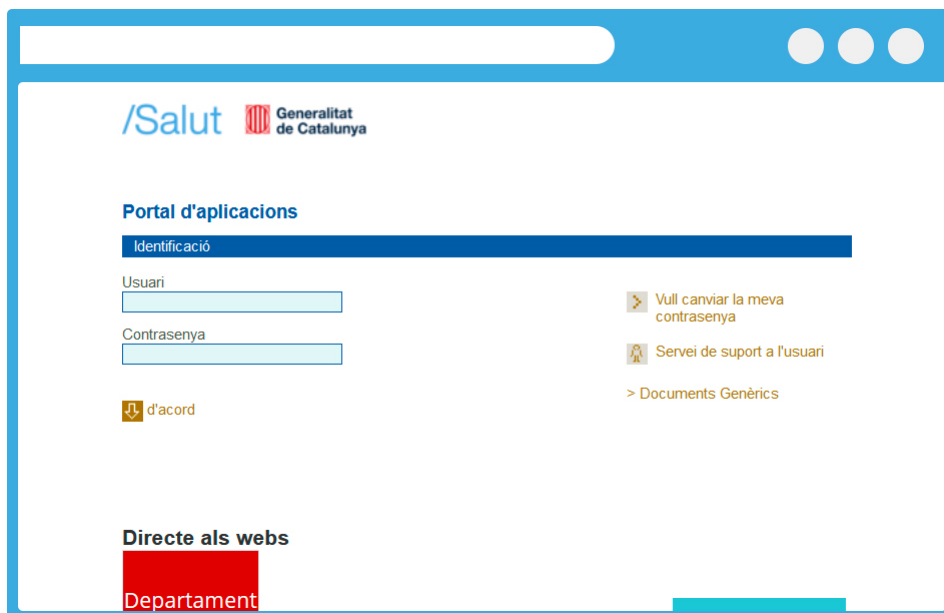 /Salut
Generalitat
de Catalunya
Portal d'aplicacions
Identificació
Usuari
Contrasenya
d'acord
Vull canviar la meva
contrasenya
Servei de suport a l'usuari
> Documents Genèrics
Directe als webs
Departament